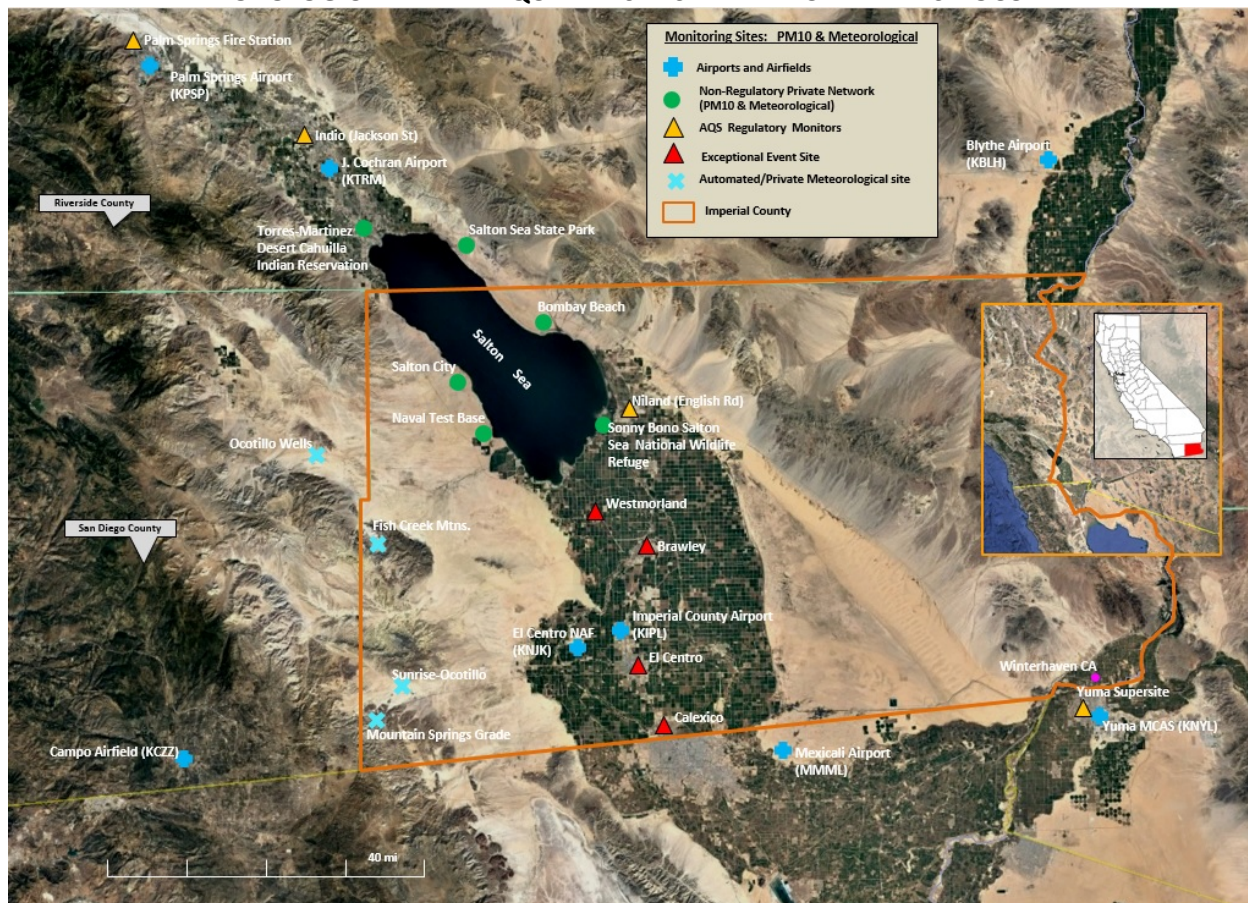 Palm Springs Fire Station
Palm Springs Airport
(KPSP)
Indio (Jackson St)
J. Cochran Airport
(KTRM)
Riverside County
Torres-Martinez
Desert Cahuilla
Indian Reservation
Salton Sea State Park
Monitoring Sites: PM10 & Meteorological
Airports and Airfields
Non-Regulatory Private Network
(PM10 & Meteorological)
AQS Regulatory Monitors
Exceptional Event Site
Automated/Private Meteorological site
Imperial County
Blythe Airport
(KBLH)
Bombay Beach
Salton
Sea
Salton City
Naval Test Base
Niland (English Rd)
Sonny Bono Salton
Sea National Wildlife
Refuge
Ocotillo Wells
Westmorland
San Diego County
Fish Creek Mtns.
Brawley
Imperial County Airport
(KIPL)
El Centro NAF
(KNJK)
El Centro
Winterhaven CA
Sunrise-Ocotillo
Yuma Supersite
Calexico
Yuma MCAS (KNYL)
Mountain Springs Grade
Campo Airfield (KCZZ)
Mexicali Airport
(MMML)
40 mi